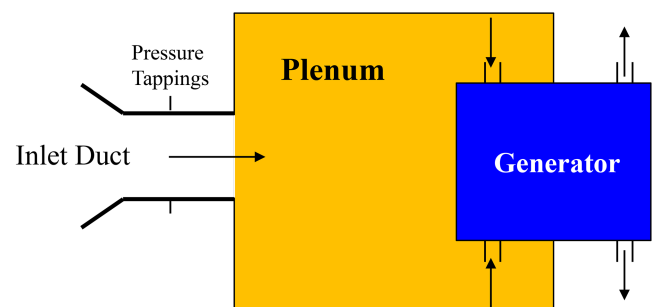 Pressure
Tappings
Plenum
Inlet Duct
Generator